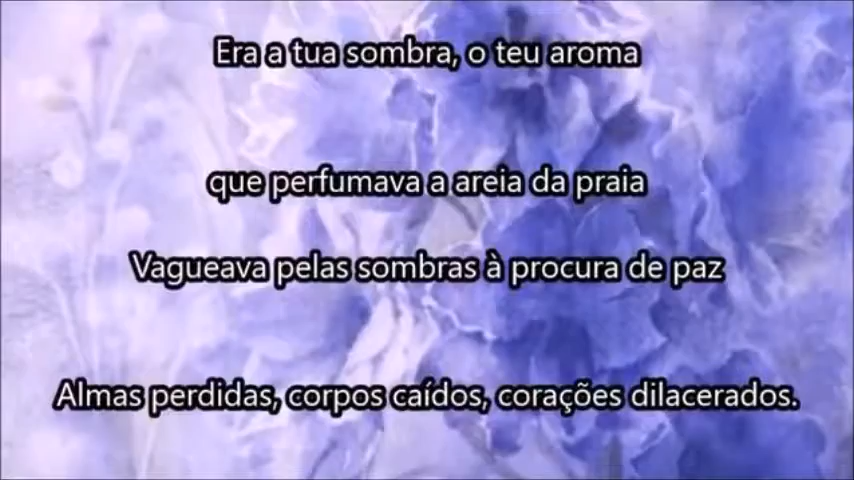 Era a tua sombra, o teu aroma
que perfumava a areia da praia
Vagueava pelas sombras à procura de paz
Almas perdidas, corpos caídos, corações dilacerados.